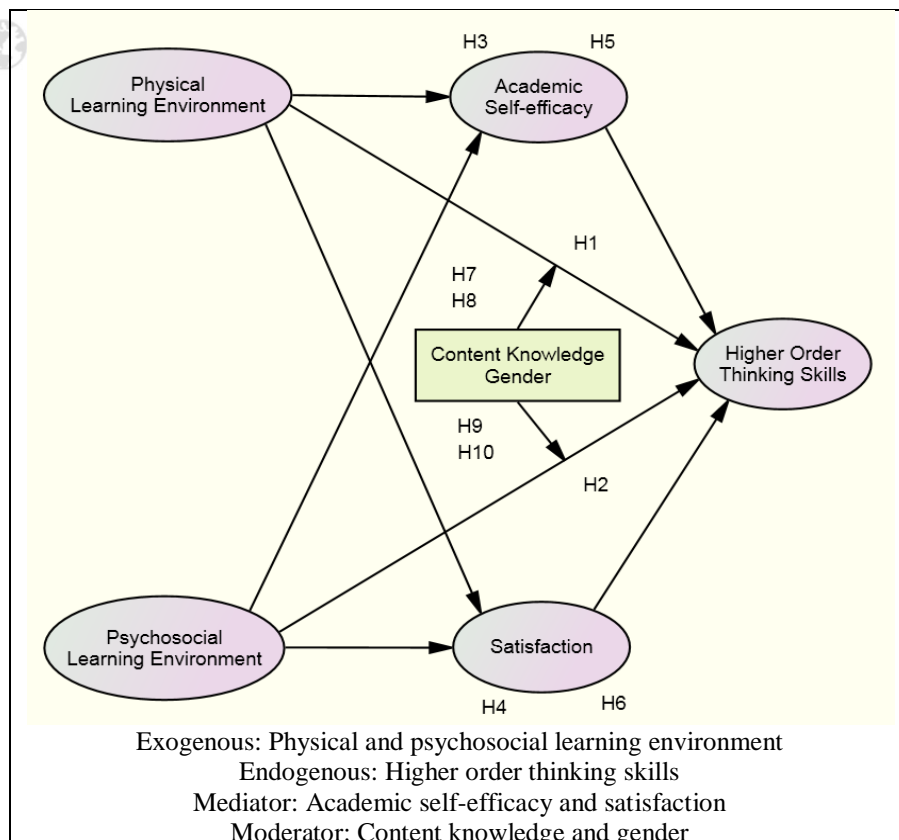 H3
H5
Physical
Learning Environment
Academic
Self-efficacy
H1
H7
H8
Content Knowledge
Gender
Higher Order
Thinking Skills
H9
H10
H2
Psychosocial
Learning Environment
Satisfaction
H4
H6
Exogenous: Physical and psychosocial learning environment
Endogenous: Higher order thinking skills
Mediator: Academic self-efficacy and satisfaction
Moderator: Content knowledge and gender